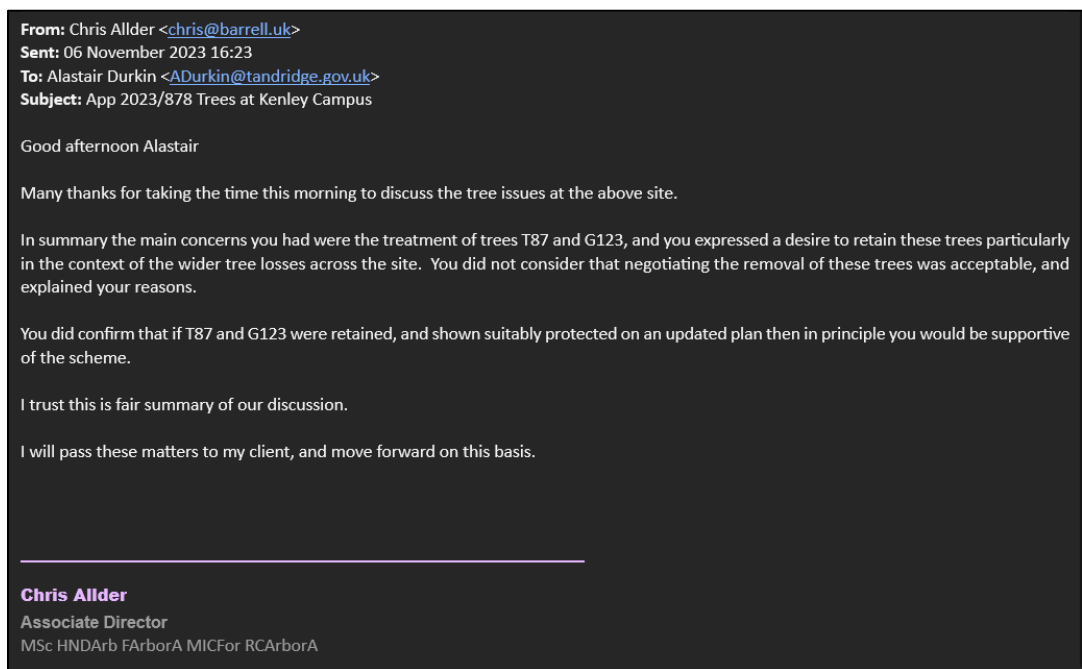 From: Chris Allder <chris@barrell.uk>
Sent: 06 November 2023 16:23
To: Alastair Durkin <ADurkin@tandridge.gov.uk>
Subject: App 2023/878 Trees at Kenley Campus
Good afternoon Alastair
Many thanks for taking the time this morning to discuss the tree issues at the above site.
In summary the main concerns you had were the treatment of trees T87 and G123, and you expressed a desire to retain these trees particularly
in the context of the wider tree losses across the site.  You did not consider that negotiating the removal of these trees was acceptable, and
explained your reasons.
You did confirm that if T87 and G123 were retained, and shown suitably protected on an updated plan then in principle you would be supportive
of the scheme.
I trust this is fair summary of our discussion.
I will pass these matters to my client, and move forward on this basis.
Chris Allder
Associate Director
MSc HNDArb FArborA MICFor RCArborA